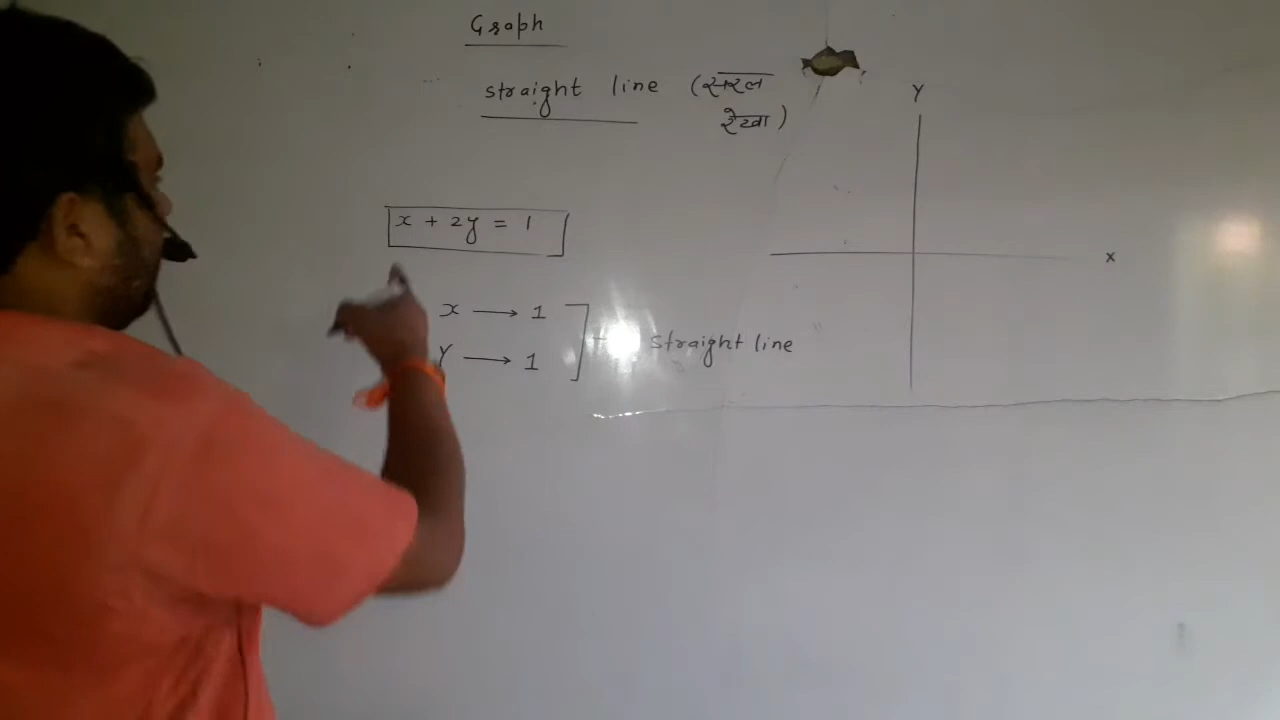 Graph
straight line (सरल
रेखा)
x + 2y = 1
x → 1
Y → 1
straight line
Y
x